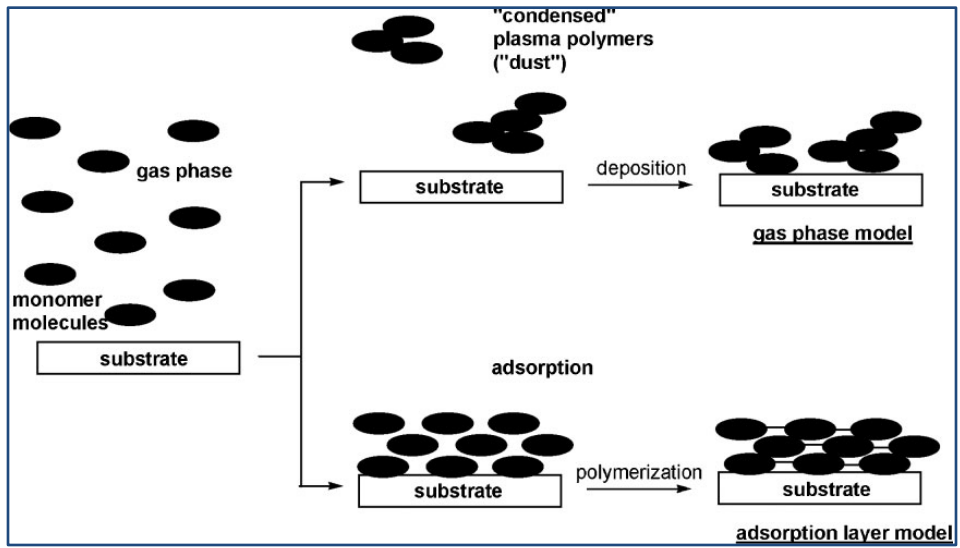 "condensed"
plasma polymers
("dust")
gas phase
monomer
molecules
substrate
substrate
deposition
substrate
gas phase model
adsorption
substrate
polymerization
substrate
adsorption layer model